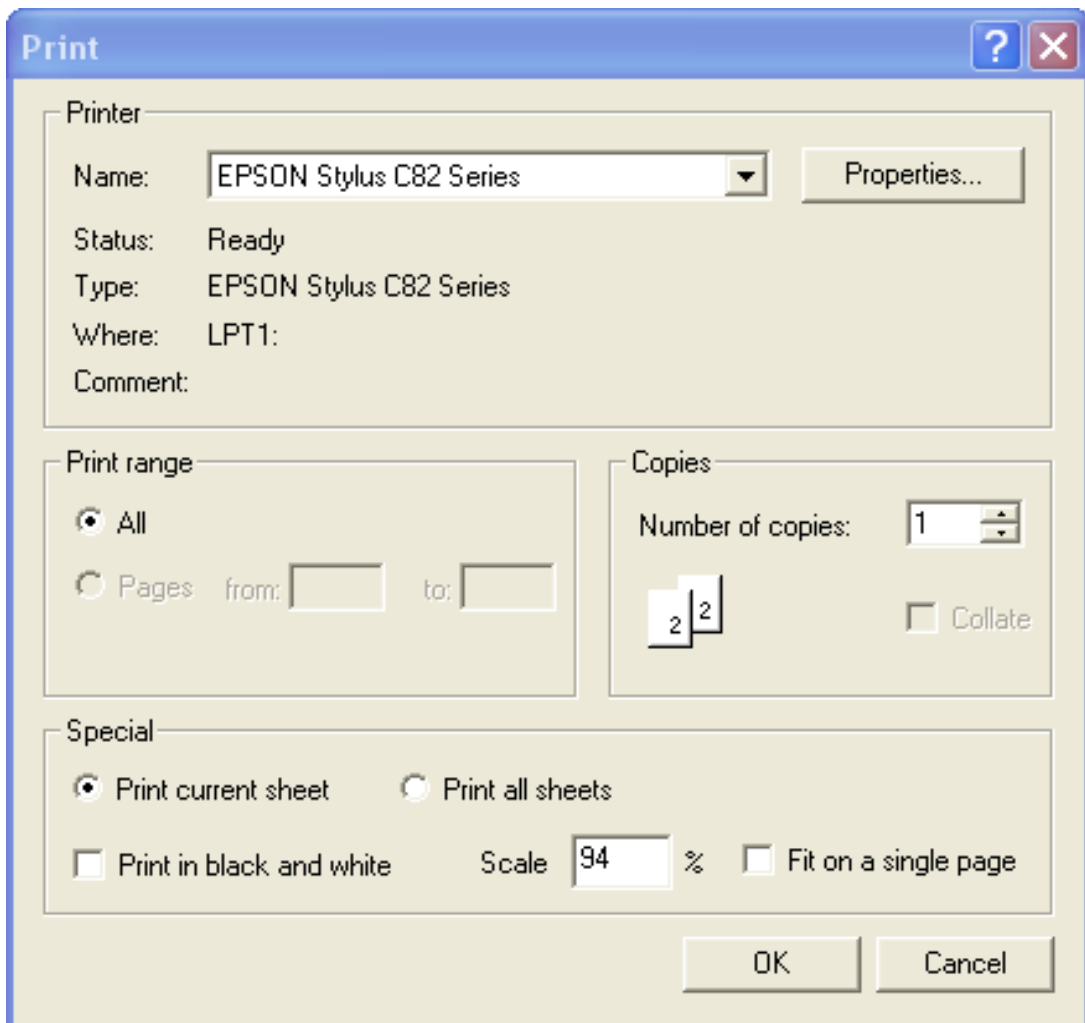 Print
Printer
Name: EPSON Stylus C82 Series Properties...
Status: Ready
Type: EPSON Stylus C82 Series
Where: LPT1:
Comment:
Print range
All
Pages from: to:
Copies
Number of copies: 1
2 2
Collate
Special
Print current sheet Print all sheets
Print in black and white Scale 94 % Fit on a single page
OK Cancel